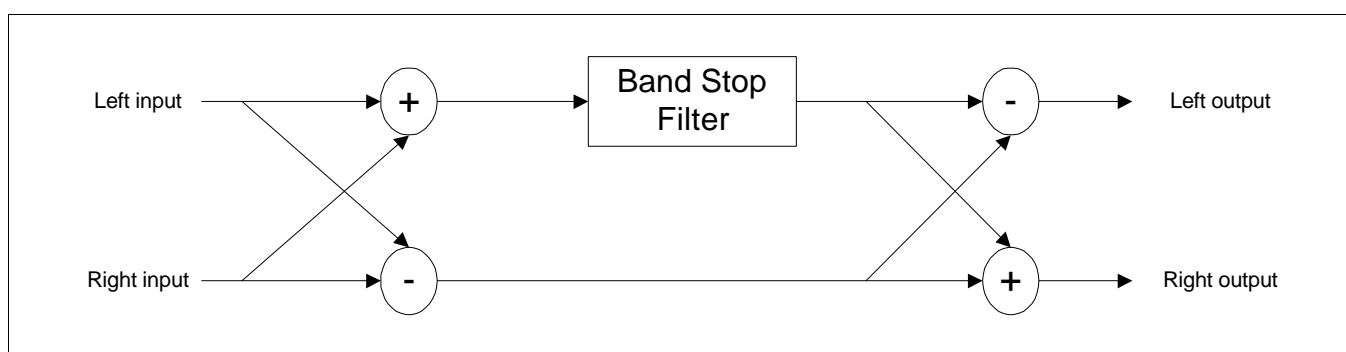 Left input
+
Band Stop
Filter
-
Left output
Right input
-
+
Right output